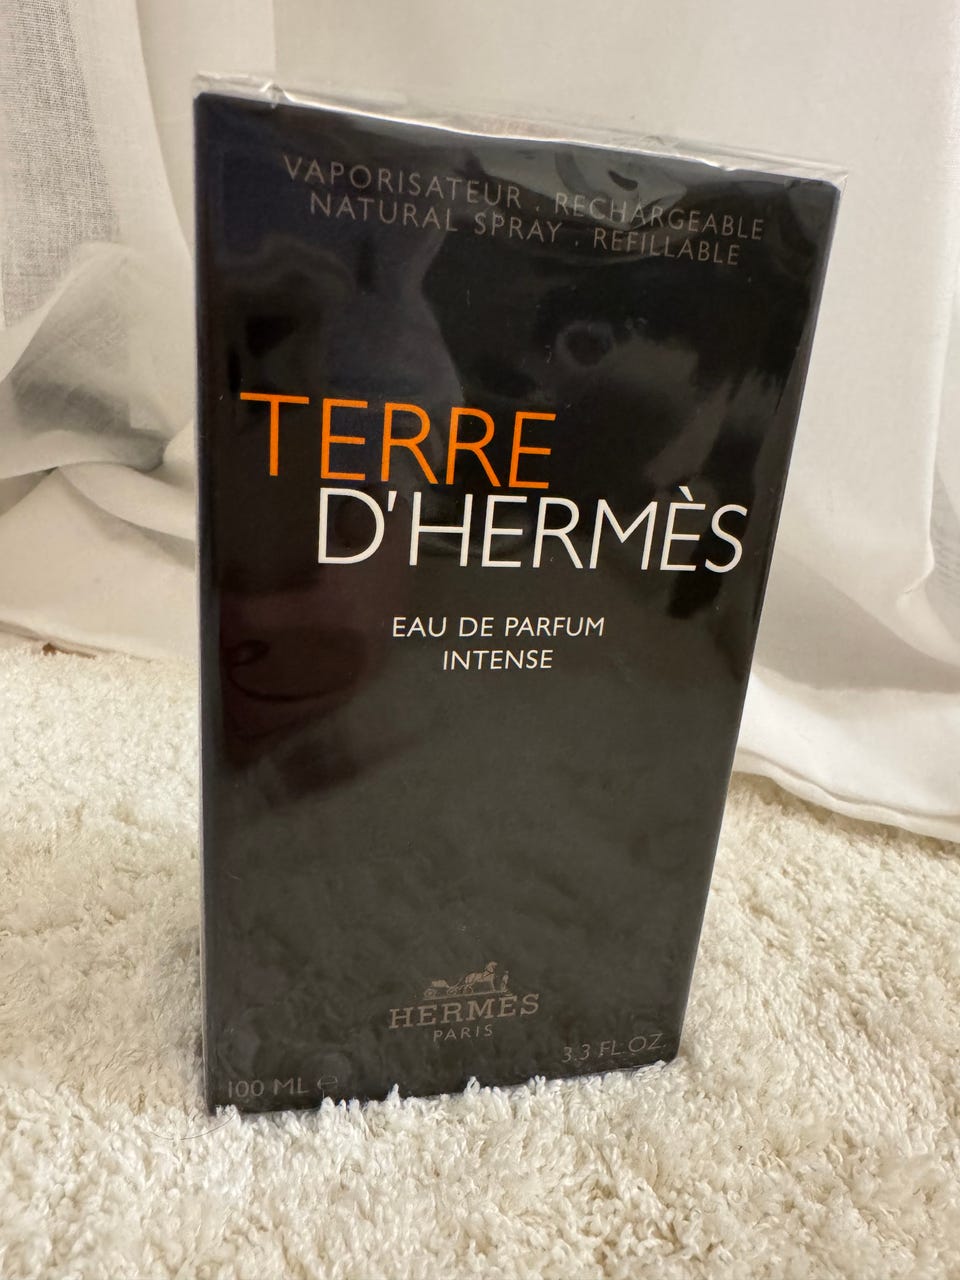 VAPORISATEUR . RECHARGEABLE
NATURAL SPRAY . REFILLABLE
TERRE
D'HERMÈS
EAU DE PARFUM
INTENSE
HERMÈS
PARIS
100 ML ℮
3.3 FL OZ.